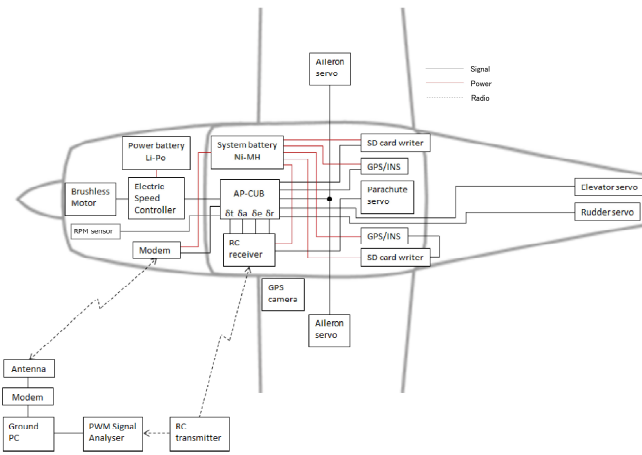 Aileron
servo
Signal
Power
Radio
Power battery
Li-Po
System battery
Ni-MH
SD card writer
GPS/INS
Brushless
Motor
Electric
Speed
Controller
AP-CUB
δt δa δe δr
Parachute
servo
Elevator servo
Rudder servo
RPM sensor
Modem
RC
receiver
GPS/INS
SD card writer
GPS
camera
Aileron
servo
Antenna
Modem
Ground
PC
PWM Signal
Analyser
RC
transmitter